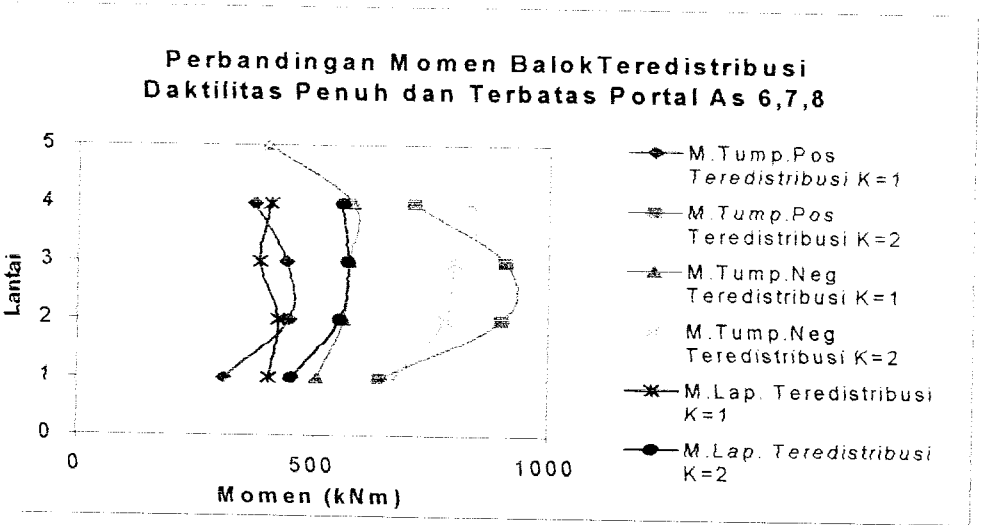 Perbandingan Momen BalokTeredistribusi
Daktilitas Penuh dan Terbatas Portal As 6,7,8
5
4
3
2
1
0
Lantai
0 500 1000
Momen (kNm)
M.Tump.Pos
Teredistribusi K=1
M.Tump.Pos
Teredistribusi K=2
M.Tump.Neg
Teredistribusi K=1
M.Tump.Neg
Teredistribusi K=2
M.Lap. Teredistribusi
K=1
M.Lap. Teredistribusi
K=2